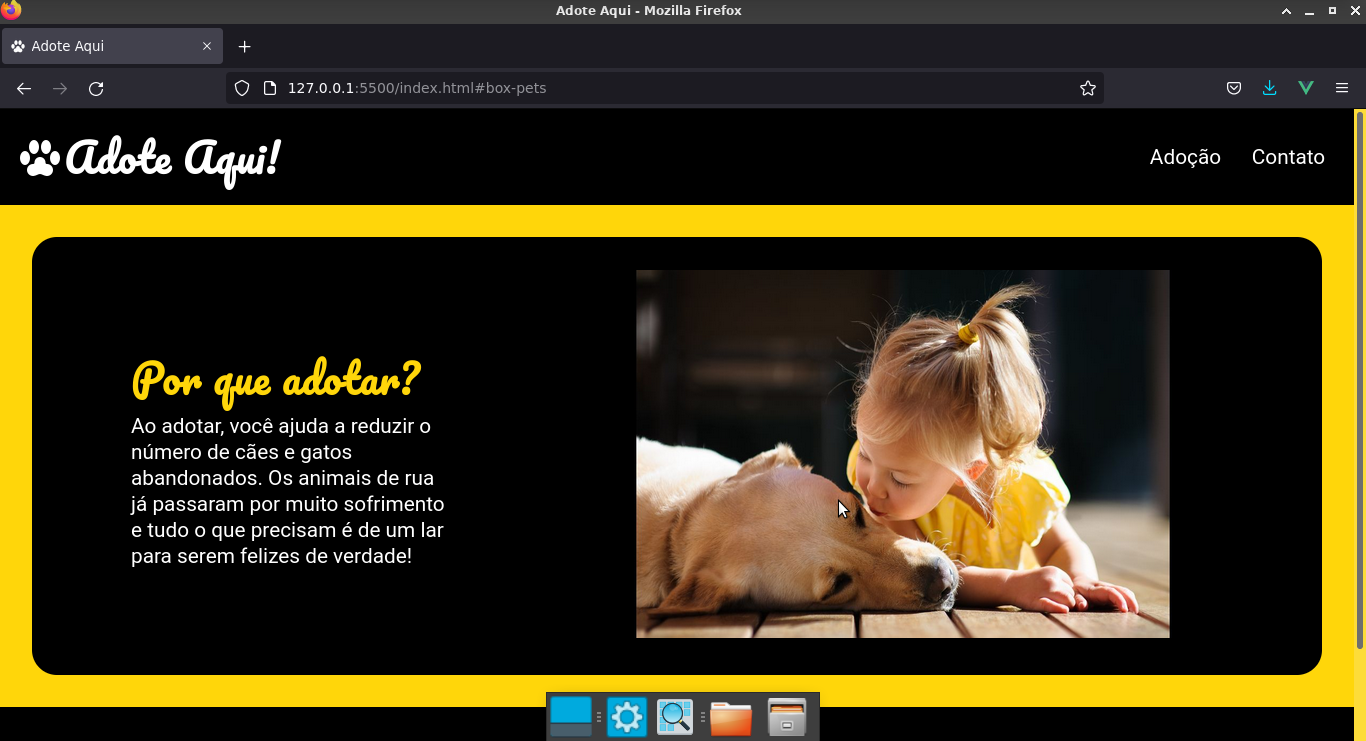 Adote Aqui - Mozilla Firefox
Adote Aqui
127.0.0.1:5500/index.html#box-pets
Adote Aqui!
Adoção
Contato
Por que adotar?
Ao adotar, você ajuda a reduzir o
número de cães e gatos
abandonados. Os animais de rua
já passaram por muito sofrimento
e tudo o que precisam é de um lar
para serem felizes de verdade!